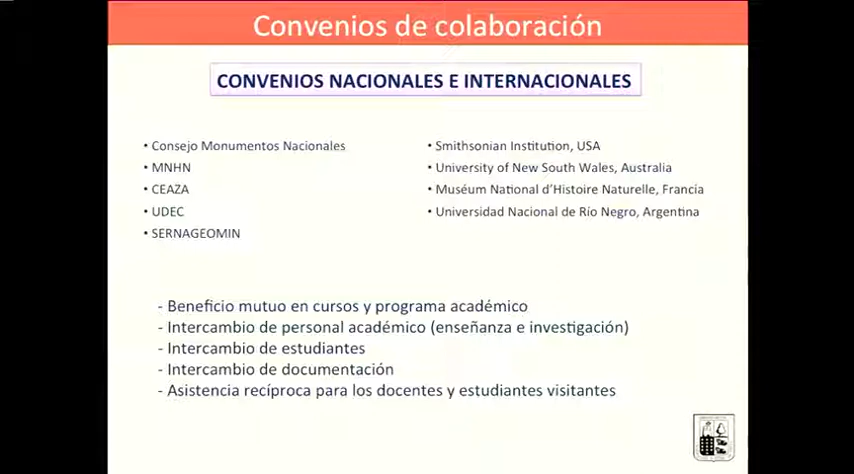 Convenios de colaboración
CONVENIOS NACIONALES E INTERNACIONALES
• Consejo Monumentos Nacionales
• MNHN
• CEAZA
• UDEC
• SERNAGEOMIN
• Smithsonian Institution, USA
• University of New South Wales, Australia
• Muséum National d'Histoire Naturelle, Francia
• Universidad Nacional de Río Negro, Argentina
- Beneficio mutuo en cursos y programa académico
- Intercambio de personal académico (enseñanza e investigación)
- Intercambio de estudiantes
- Intercambio de documentación
- Asistencia recíproca para los docentes y estudiantes visitantes